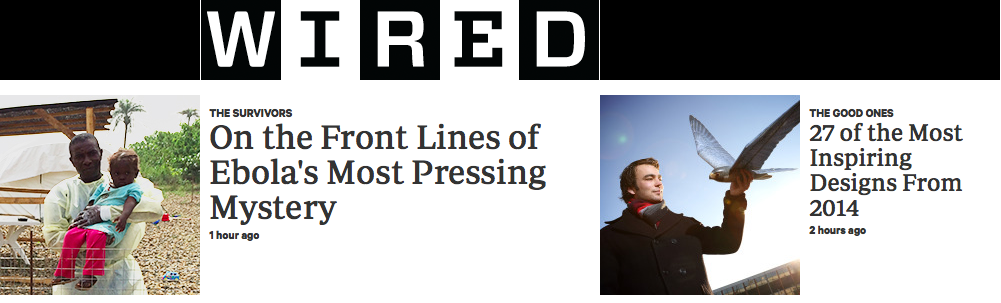 WIRED
THE SURVIVORS
On the Front Lines of
Ebola's Most Pressing
Mystery
1 hour ago
THE GOOD ONES
27 of the Most
Inspiring
Designs From
2014
2 hours ago